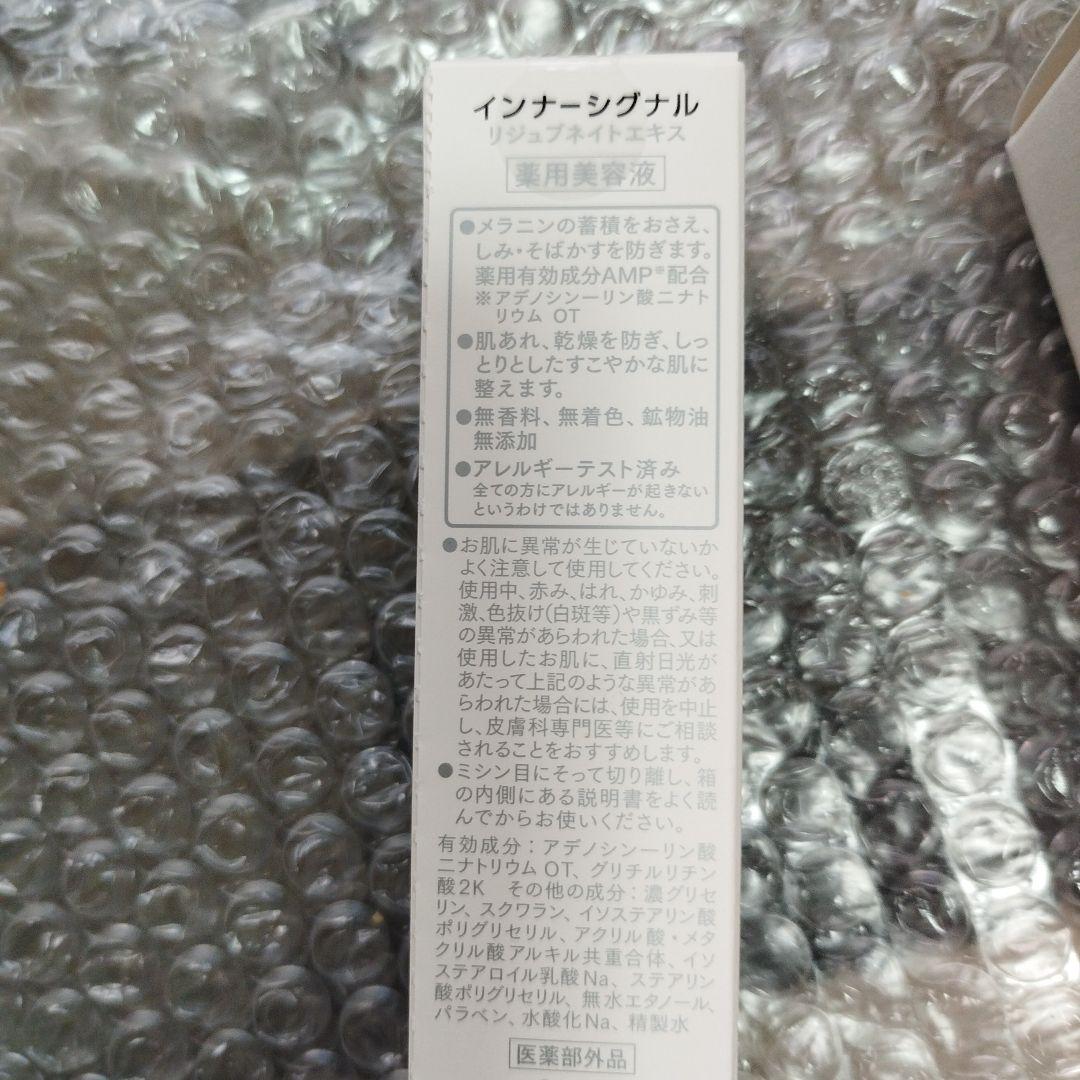 インナーシグナル
リジュブネイトエキス
薬用美容液
●メラニンの蓄積をおさえ、
しみ・そばかすを防ぎます。
薬用有効成分AMP※配合
※アデノシン一リン酸二ナト
リウム OT
●肌あれ、乾燥を防ぎ、しっ
とりとしたすこやかな肌に
整えます。
●無香料、無着色、鉱物油
無添加
●アレルギーテスト済み
全ての方にアレルギーが起きない
というわけではありません。
●お肌に異常が生じていないか
よく注意して使用してください。
使用中、赤み、はれ、かゆみ、刺
激、色抜け(白斑等)や黒ずみ等
の異常があらわれた場合、又は
使用したお肌に、直射日光が
あたって上記のような異常があ
らわれた場合には、使用を中止
し、皮膚科専門医等にご相談
されることをおすすめします。
●ミシン目にそって切り離し、箱
の内側にある説明書をよく読
んでからお使いください。
有効成分：アデノシン一リン酸
二ナトリウム OT、グリチルリチン
酸2K その他の成分：濃グリセ
リン、スクワラン、イソステアリン酸
ポリグリセリル、アクリル酸・メタ
クリル酸アルキル共重合体、イソ
ステアロイル乳酸Na、ステアリン
酸ポリグリセリル、無水エタノール、
パラベン、水酸化Na、精製水
医薬部外品